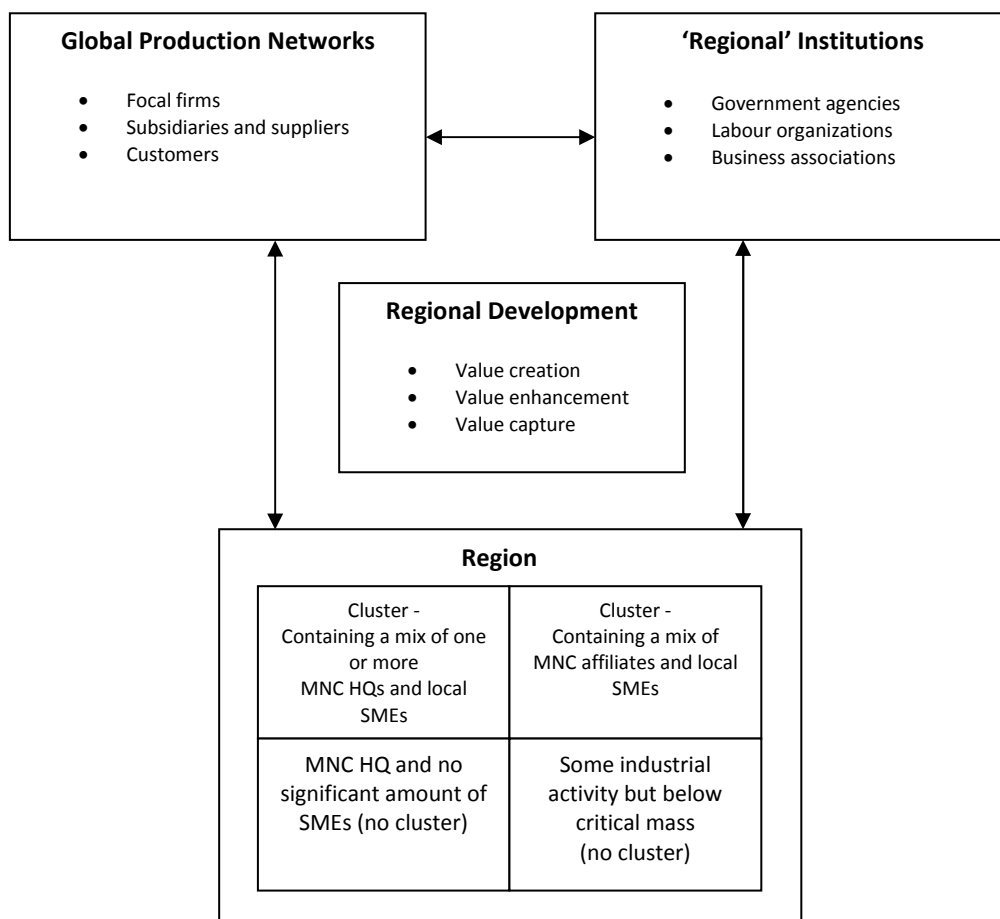 Global Production Networks
• Focal firms
• Subsidiaries and suppliers
• Customers
‘Regional’ Institutions
• Government agencies
• Labour organizations
• Business associations
Regional Development
• Value creation
• Value enhancement
• Value capture
Region
Cluster -
Containing a mix of one
or more
MNC HQs and local
SMEs
Cluster -
Containing a mix of
MNC affiliates and local
SMEs
MNC HQ and no
significant amount of
SMEs (no cluster)
Some industrial
activity but below
critical mass
(no cluster)